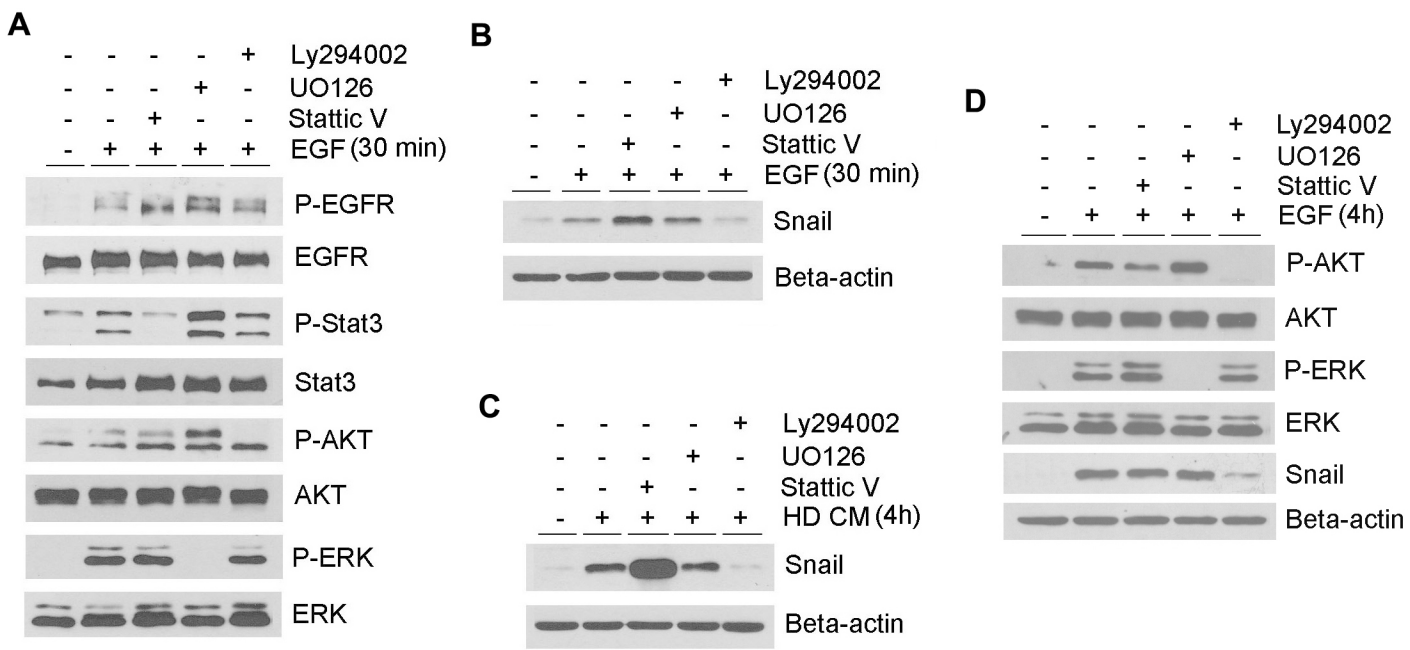 A
- - - - + Ly294002
- - - + - UO126
- - + - - Stattic V
- + + + + EGF (30 min)
P-EGFR
EGFR
P-Stat3
Stat3
P-AKT
AKT
P-ERK
ERK
B
- - - - + Ly294002
- - - + - UO126
- - + - - Stattic V
- + + + + EGF (30 min)
Snail
Beta-actin
C
- - - - + Ly294002
- - - + - UO126
- - + - - Stattic V
- + + + + HD CM (4h)
Snail
Beta-actin
D
- - - - + Ly294002
- - - + - UO126
- - + - - Stattic V
- + + + + EGF (4h)
P-AKT
AKT
P-ERK
ERK
Snail
Beta-actin